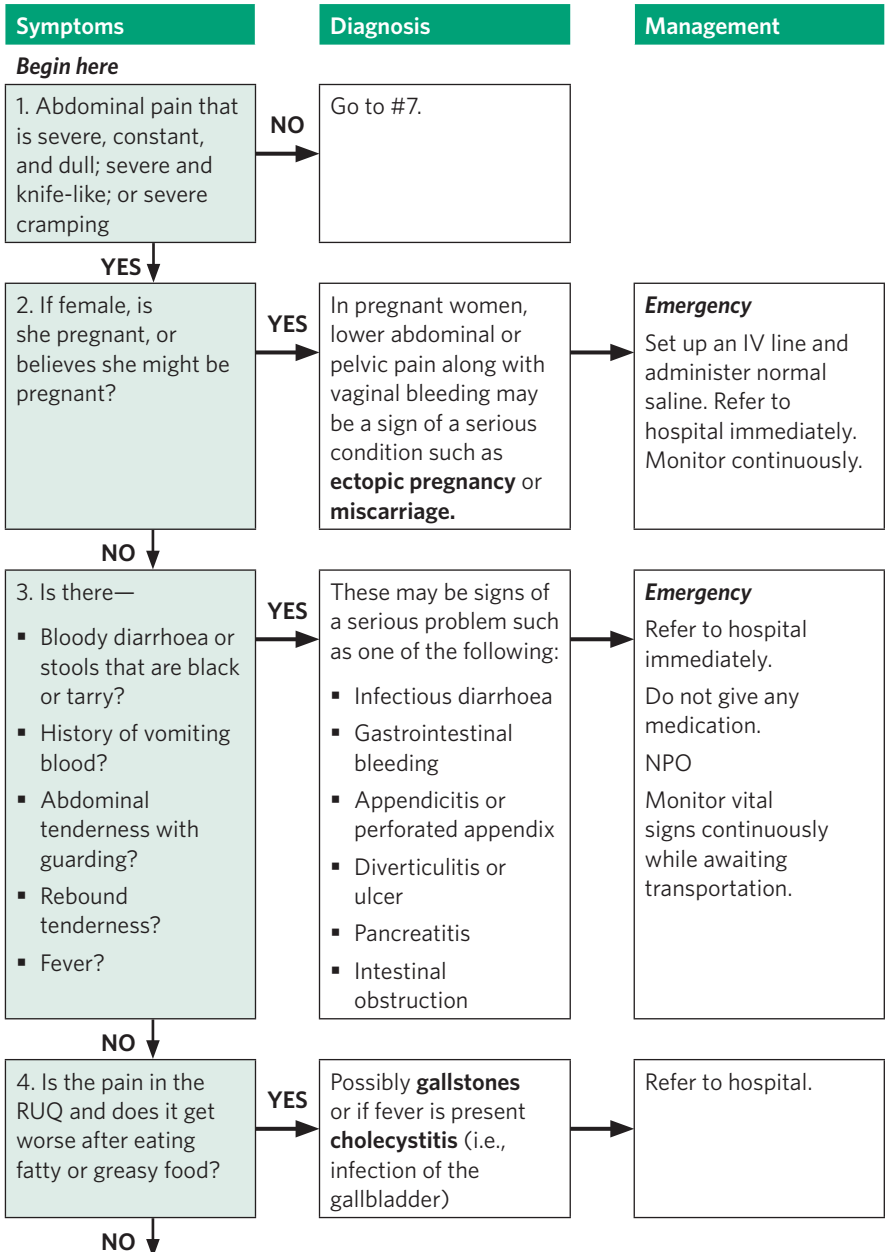 Symptoms
Diagnosis
Management
Begin here
1. Abdominal pain that
is severe, constant,
and dull; severe and
knife-like; or severe
cramping
NO
Go to #7.
YES
2. If female, is
she pregnant, or
believes she might be
pregnant?
YES
In pregnant women,
lower abdominal or
pelvic pain along with
vaginal bleeding may
be a sign of a serious
condition such as
ectopic pregnancy or
miscarriage.
Emergency
Set up an IV line and
administer normal
saline. Refer to
hospital immediately.
Monitor continuously.
NO
3. Is there—
▪ Bloody diarrhoea or
stools that are black
or tarry?
▪ History of vomiting
blood?
▪ Abdominal
tenderness with
guarding?
▪ Rebound
tenderness?
▪ Fever?
YES
These may be signs of
a serious problem such
as one of the following:
▪ Infectious diarrhoea
▪ Gastrointestinal
bleeding
▪ Appendicitis or
perforated appendix
▪ Diverticulitis or
ulcer
▪ Pancreatitis
▪ Intestinal
obstruction
Emergency
Refer to hospital
immediately.
Do not give any
medication.
NPO
Monitor vital
signs continuously
while awaiting
transportation.
NO
4. Is the pain in the
RUQ and does it get
worse after eating
fatty or greasy food?
YES
Possibly gallstones
or if fever is present
cholecystitis (i.e.,
infection of the
gallbladder)
Refer to hospital.
NO